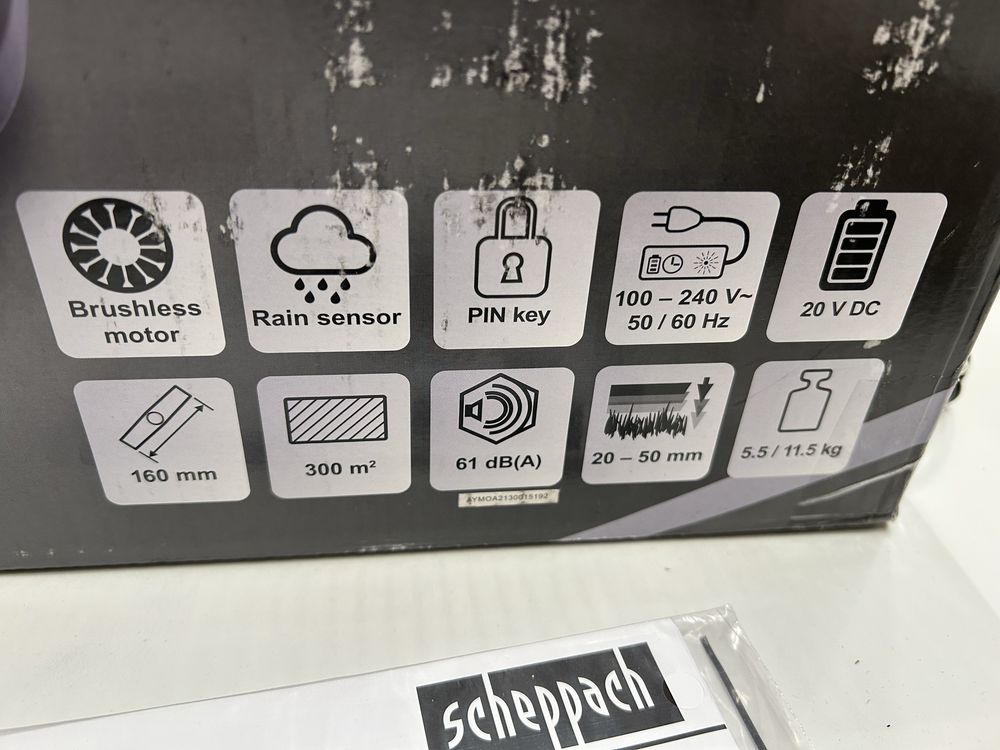 Brushless
motor
Rain sensor
PIN key
100 – 240 V~
50 / 60 Hz
20 V DC
160 mm
300 m²
61 dB(A)
20 – 50 mm
5.5 / 11.5 kg
AYMOA2130015192
scheppach